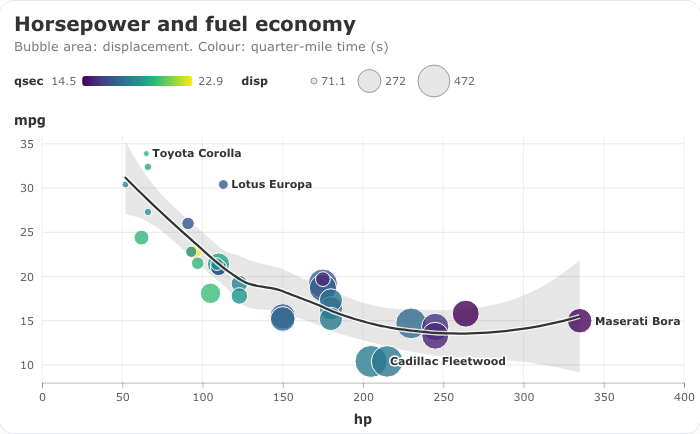 Horsepower and fuel economy
Bubble area: displacement. Colour: quarter-mile time (s)
qsec 14.5 22.9 disp 71.1 272 472
mpg
35
Toyota Corolla
30
Lotus Europa
25
20
15
Maserati Bora
10
Cadillac Fleetwood
0 50 100 150 200 250 300 350 400
hp